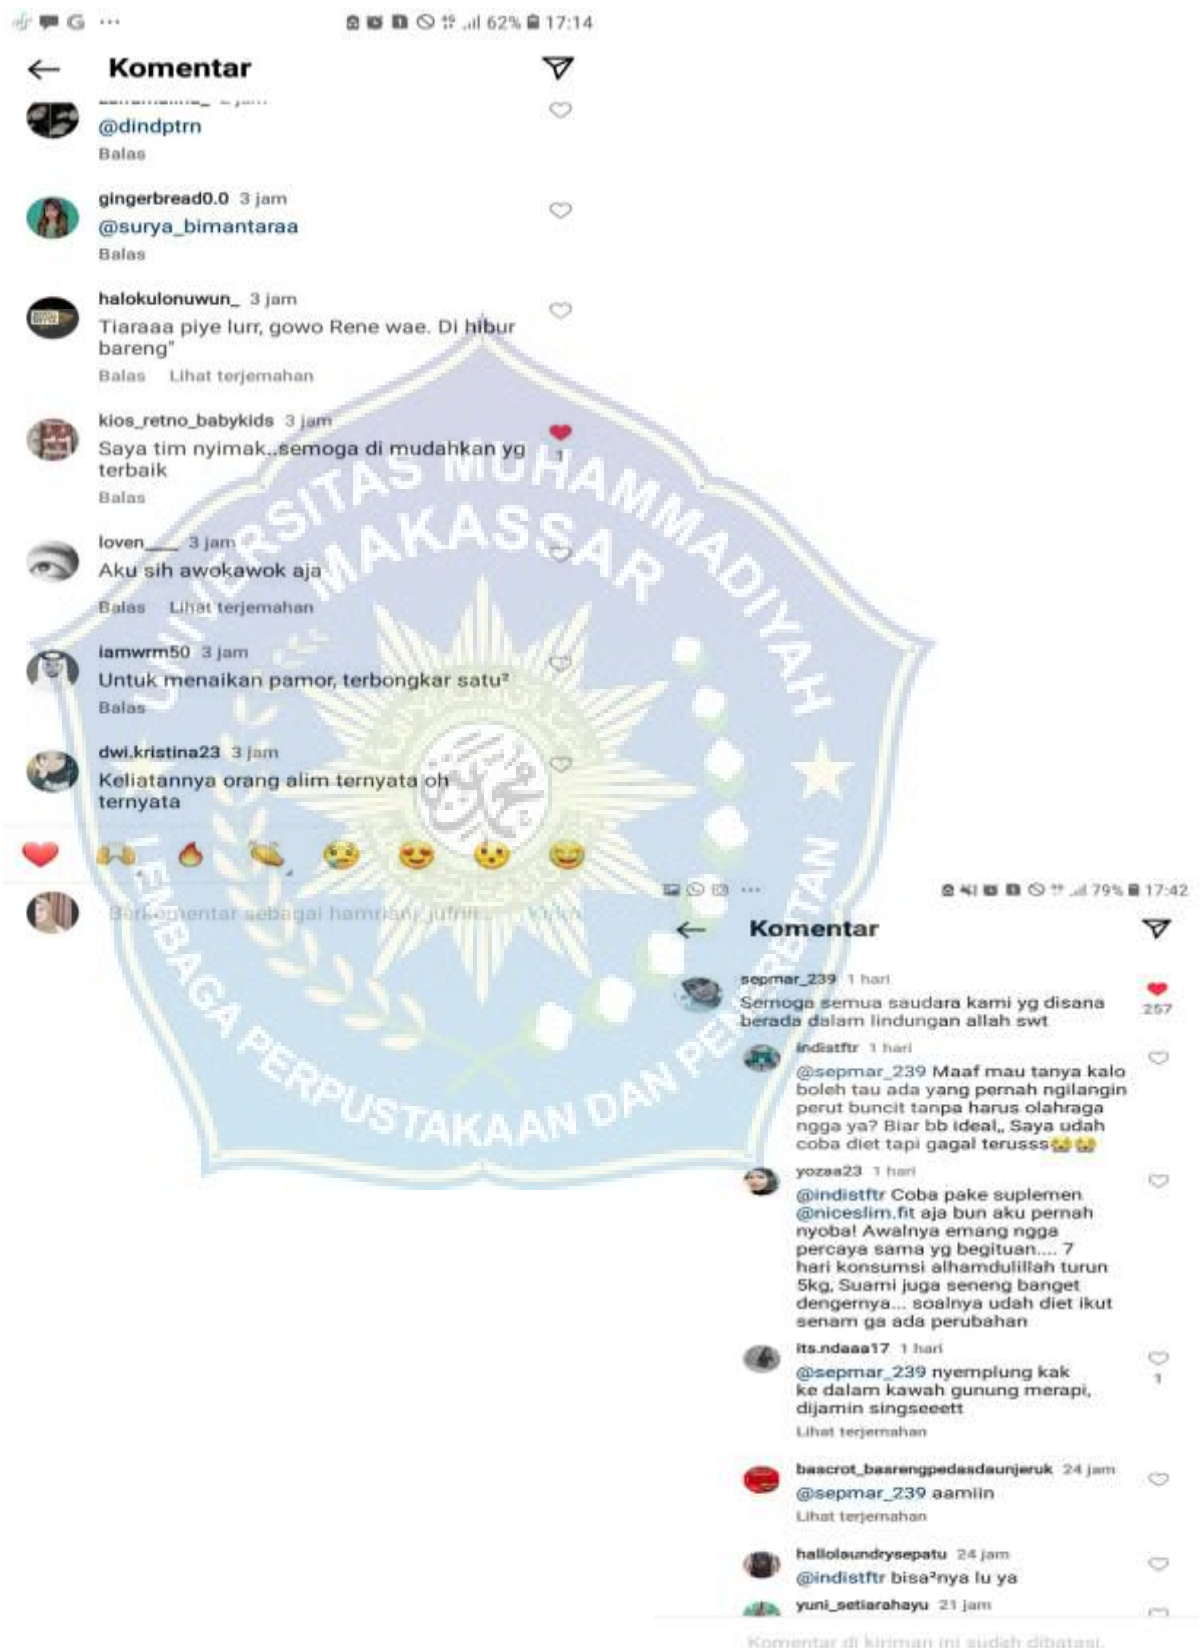 62% 17:14
Komentar
@dindptrn
Balas
gingerbread0.0 3 jam
@surya_bimantaraa
Balas
halokulonuwun_ 3 jam
Tiaraaa piye lurr, gowo Rene wae. Di hibur
bareng"
Balas Lihat terjemahan
kios_retno_babykids 3 jam
Saya tim nyimak..semoga di mudahkan yg
terbaik
1
Balas
loven____ 3 jam
Aku sih awokawok aja
Balas Lihat terjemahan
iamwrm50 3 jam
Untuk menaikan pamor, terbongkar satu²
Balas
dwi.kristina23 3 jam
Keliatannya orang alim ternyata oh
ternyata
Berkomentar sebagai
UNIVERSITAS MUHAMMADIYAH
MAKASSAR
LEMBAGA PERPUSTAKAAN DAN PENERBITAN
79% 17:42
Komentar
sepmar_239 1 hari
Semoga semua saudara kami yg disana
berada dalam lindungan allah swt
257
indistftr 1 hari
@sepmar_239 Maaf mau tanya kalo
boleh tau ada yang pernah ngilangin
perut buncit tanpa harus olahraga
ngga ya? Biar bb ideal,, Saya udah
coba diet tapi gagal terusss😭😭
yozaa23 1 hari
@indistftr Coba pake suplemen
@niceslim.fit aja bun aku pernah
nyoba! Awalnya emang ngga
percaya sama yg begituan.... 7
hari konsumsi alhamdulillah turun
5kg, Suami juga seneng banget
dengernya... soalnya udah diet ikut
senam ga ada perubahan
its.ndaaa17 1 hari
@sepmar_239 nyemplung kak
ke dalam kawah gunung merapi,
dijamin singseeett
1
Lihat terjemahan
bascrot_basrengpedasdaunjeruk 24 jam
@sepmar_239 aamiin
Lihat terjemahan
hallolaundrysepatu 24 jam
@indistftr bisa²nya lu ya
yuni_setiarahayu 21 jam
Komentar di kiriman ini sudah dibatasi.